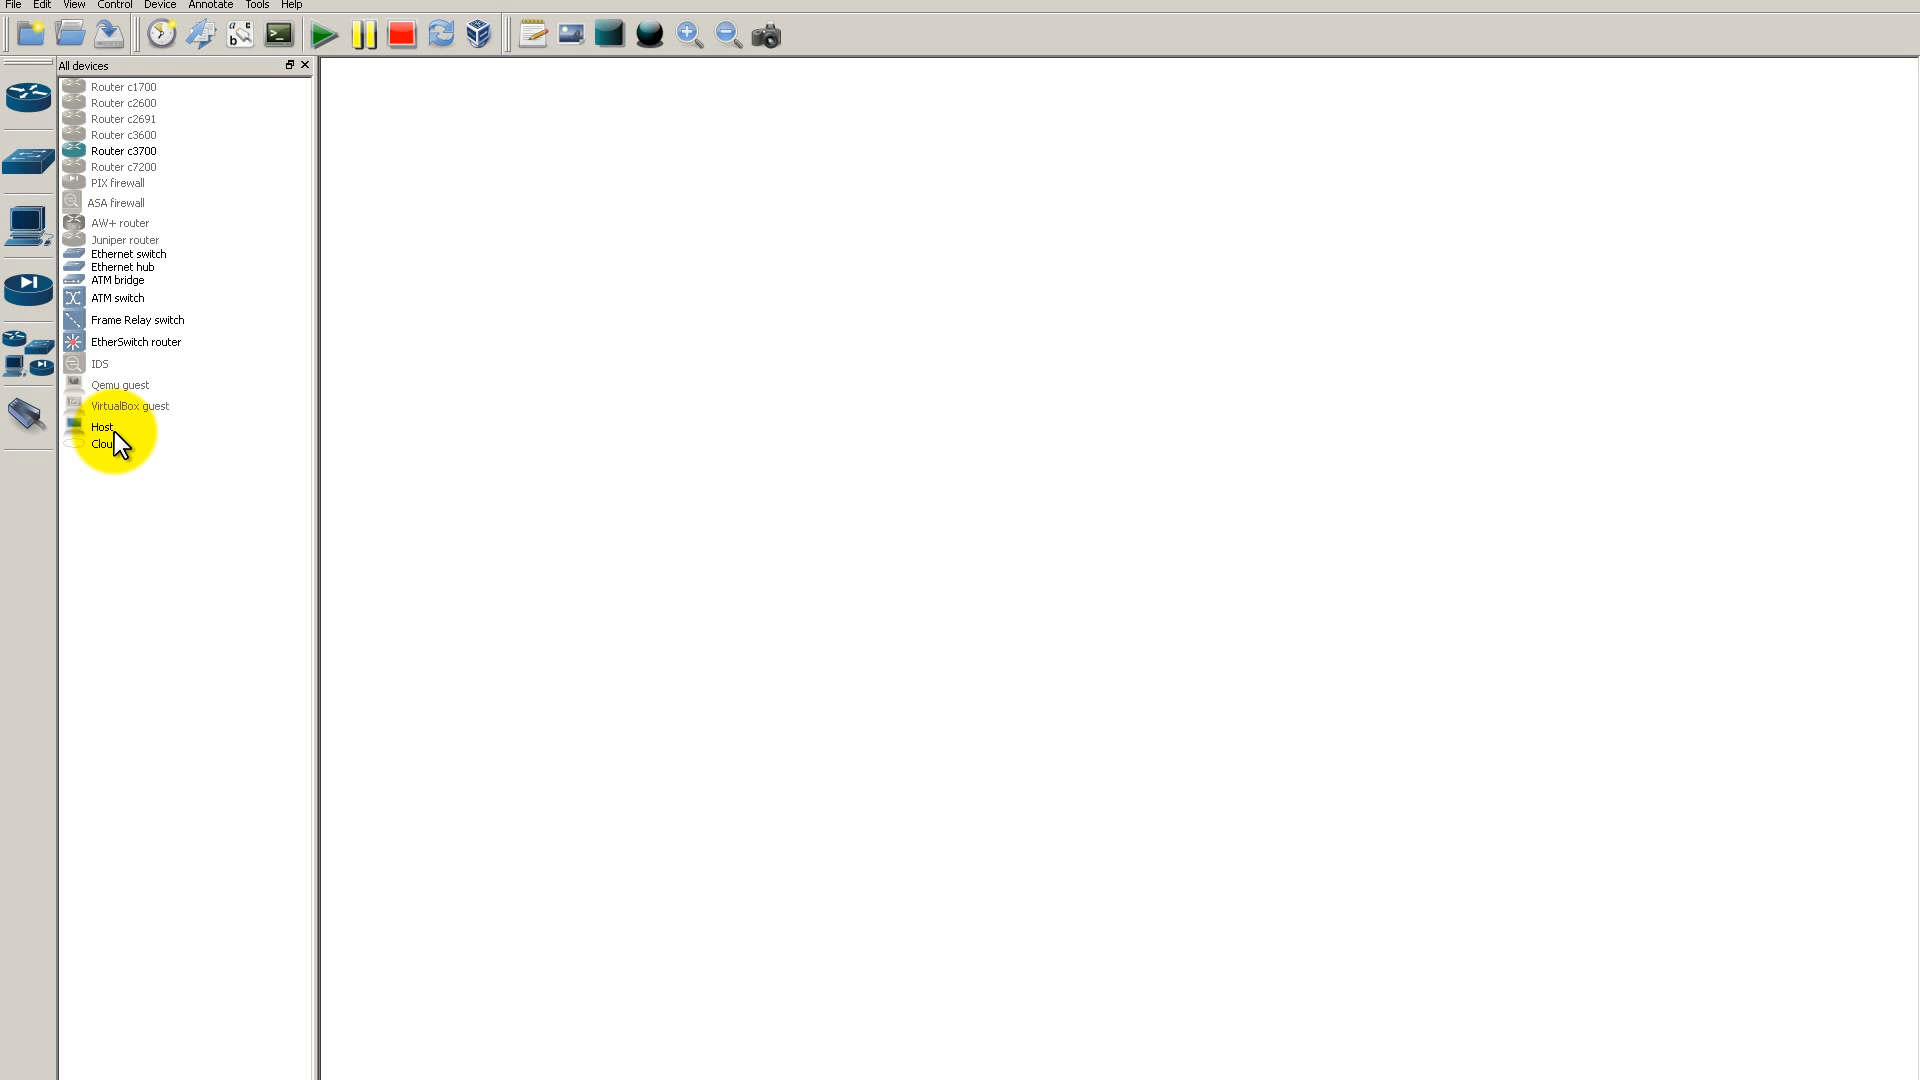 File Edit View Control Device Annotate Tools Help
All devices
Router c1700
Router c2600
Router c2691
Router c3600
Router c3700
Router c7200
PIX firewall
ASA firewall
AW+ router
Juniper router
Ethernet switch
Ethernet hub
ATM bridge
ATM switch
Frame Relay switch
EtherSwitch router
IDS
Qemu guest
VirtualBox guest
Host